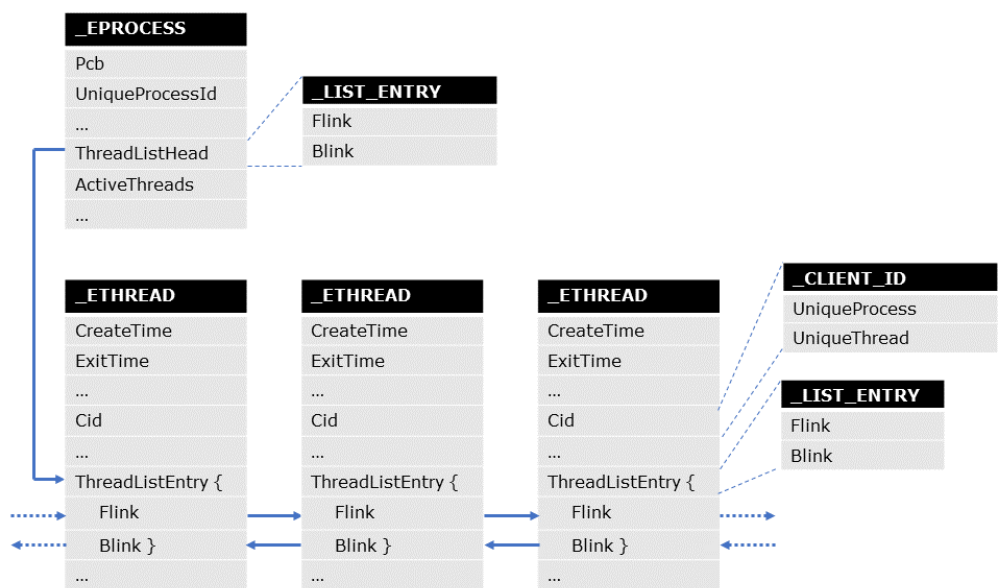 _EPROCESS
Pcb
UniqueProcessId
...
ThreadListHead
ActiveThreads
...
_LIST_ENTRY
Flink
Blink
_ETHREAD
CreateTime
ExitTime
...
Cid
...
ThreadListEntry {
Flink
Blink }
...
_ETHREAD
CreateTime
ExitTime
...
Cid
...
ThreadListEntry {
Flink
Blink }
...
_ETHREAD
CreateTime
ExitTime
...
Cid
...
ThreadListEntry {
Flink
Blink }
...
_CLIENT_ID
UniqueProcess
UniqueThread
_LIST_ENTRY
Flink
Blink